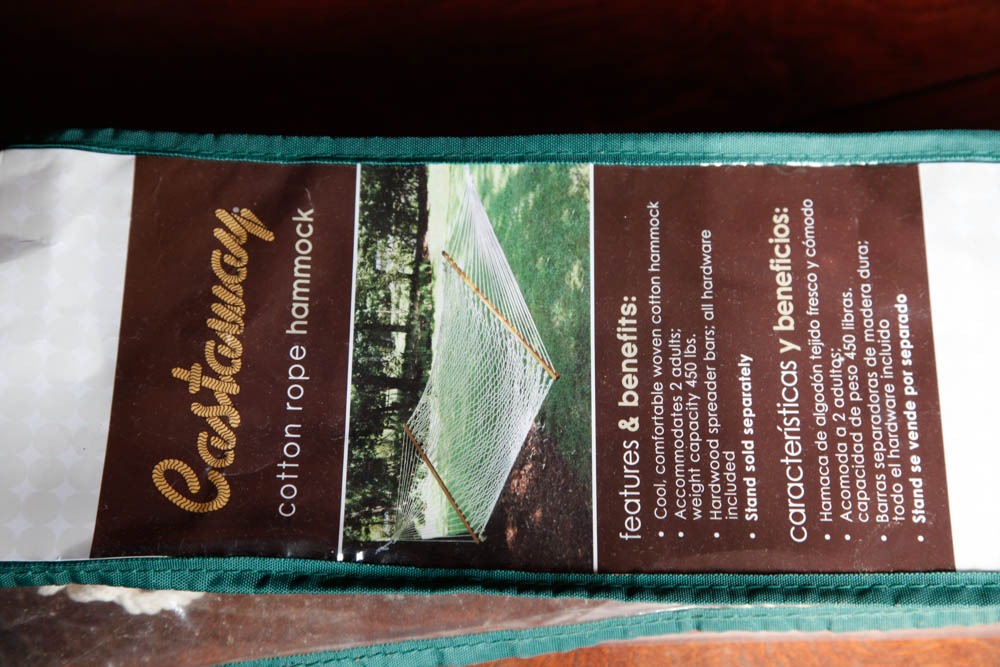 Castaway®
cotton rope hammock
features & benefits:
• Cool, comfortable woven cotton hammock
• Accommodates 2 adults;
weight capacity 450 lbs.
• Hardwood spreader bars; all hardware
included
• Stand sold separately
características y beneficios:
• Hamaca de algodón tejido fresco y cómodo
• Acomoda a 2 adultos;
capacidad de peso 450 libras.
• Barras separadoras de madera dura;
todo el hardware incluido
• Stand se vende por separado